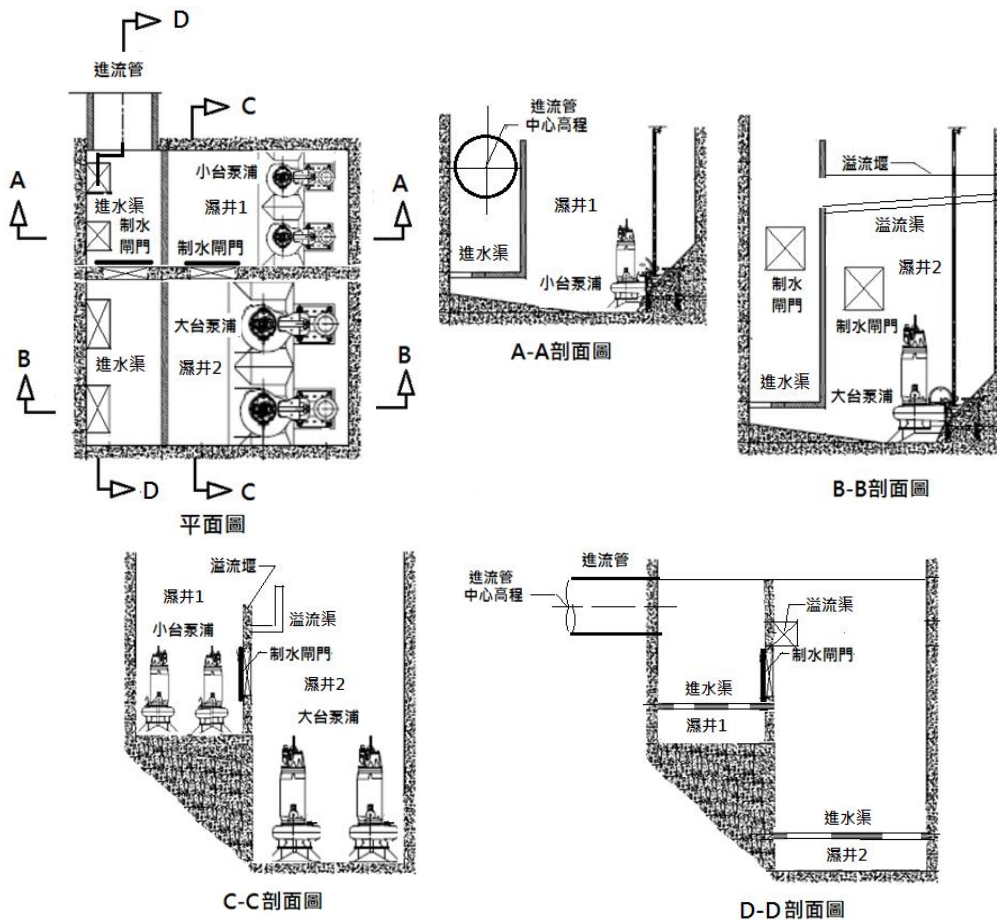 D
進流管
C
A
A
小台泵浦
進水渠
濕井1
制水
閘門
制水閘門
大台泵浦
B
B
進水渠
濕井2
D
C
平面圖
進流管
中心高程
濕井1
進水渠
小台泵浦
A-A剖面圖
溢流堰
溢流渠
濕井2
制水
閘門
制水閘門
進水渠
大台泵浦
B-B剖面圖
溢流堰
濕井1
溢流渠
小台泵浦
制水閘門
濕井2
大台泵浦
C-C剖面圖
進流管
進流管
中心高程
溢流渠
制水閘門
進水渠
濕井1
進水渠
濕井2
D-D剖面圖